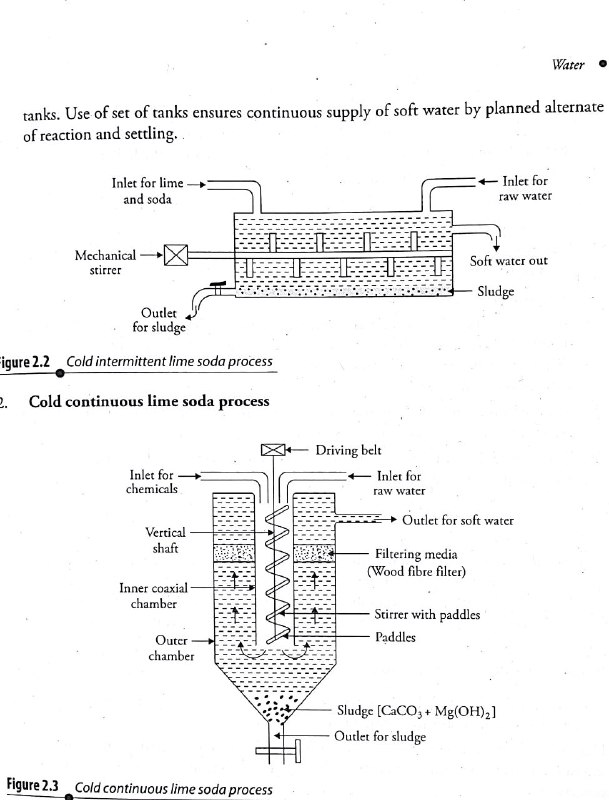 Water
tanks. Use of set of tanks ensures continuous supply of soft water by planned alternate
of reaction and settling.
Inlet for lime
and soda
Inlet for
raw water
Mechanical
stirrer
Soft water out
Sludge
Outlet
for sludge
igure 2.2 Cold intermittent lime soda process
2. Cold continuous lime soda process
Driving belt
Inlet for
chemicals
Inlet for
raw water
Outlet for soft water
Vertical
shaft
Filtering media
(Wood fibre filter)
Inner coaxial
chamber
Stirrer with paddles
Paddles
Outer
chamber
Sludge [CaCO₃ + Mg(OH)₂]
Outlet for sludge
Figure 2.3 Cold continuous lime soda process